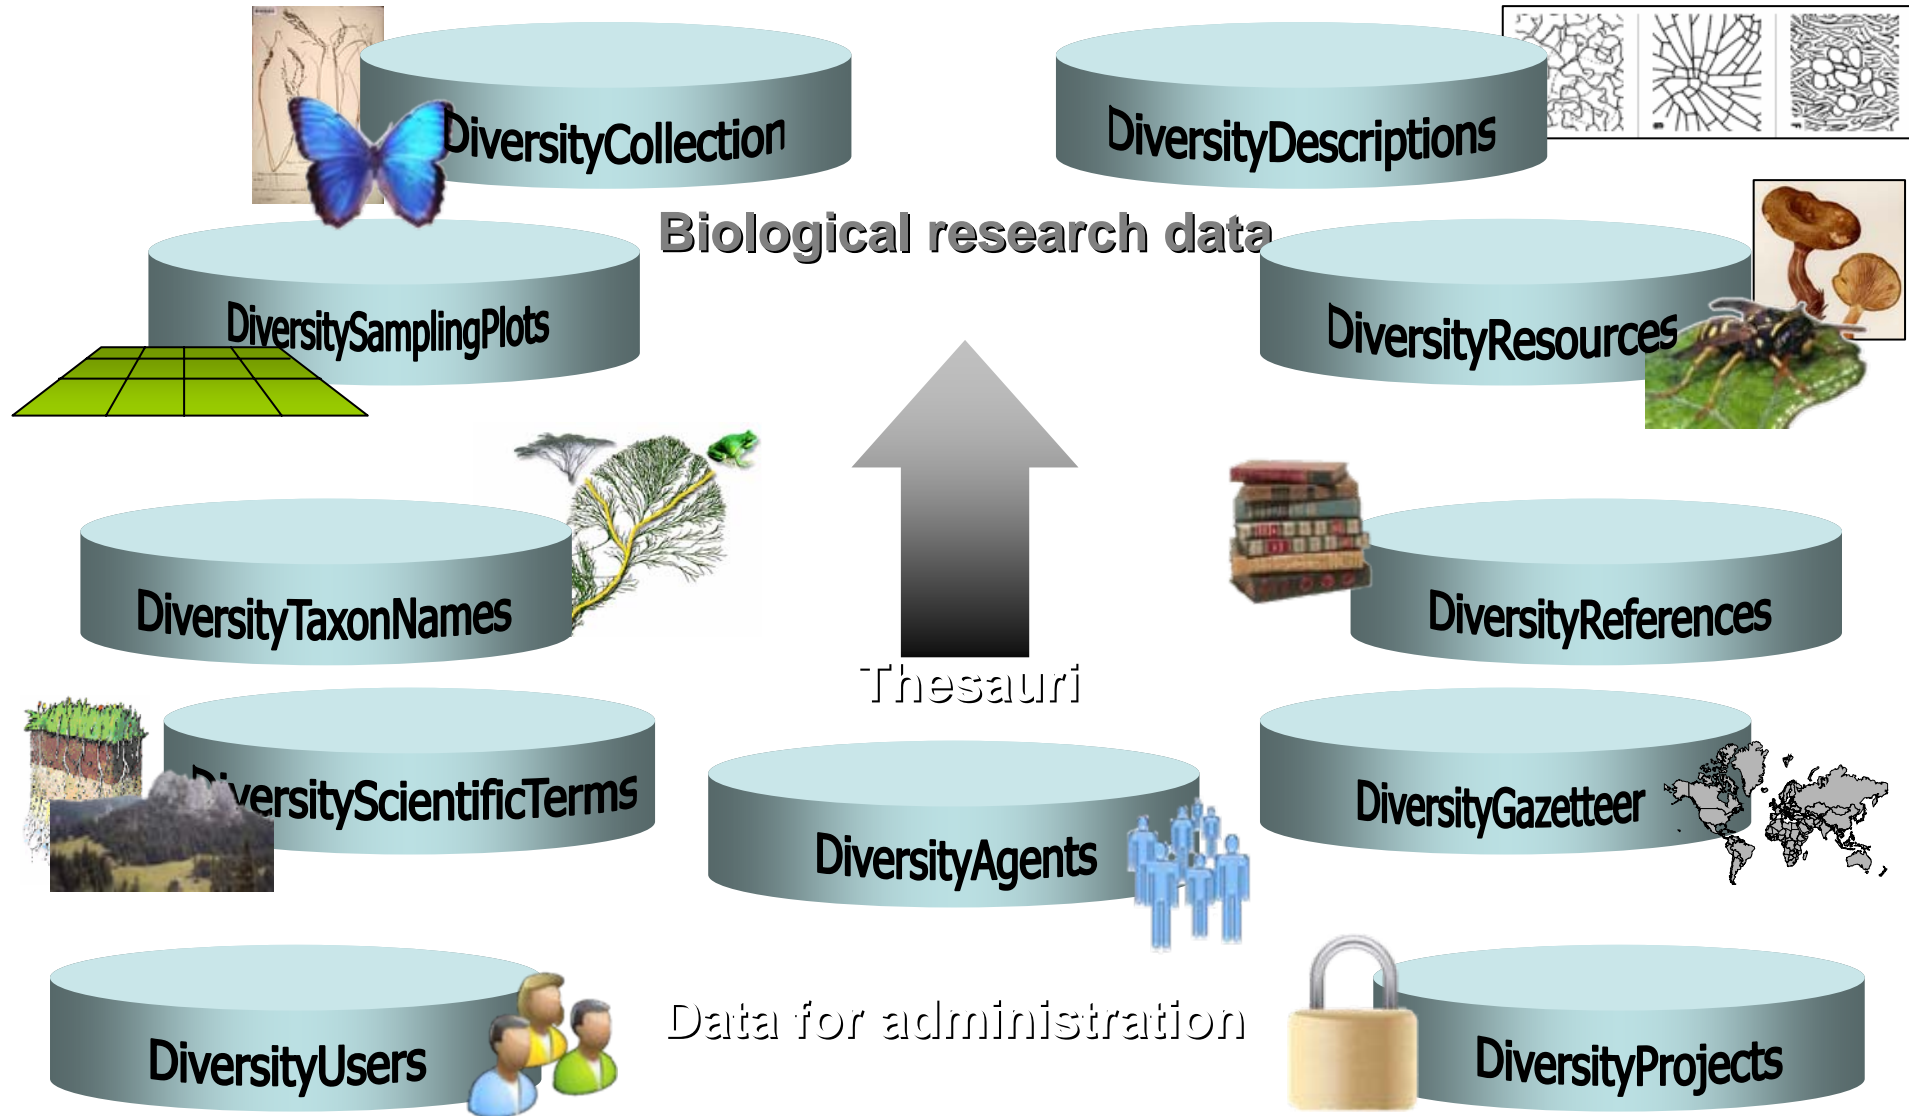 DiversityCollection
DiversityDescriptions
Biological research data
DiversitySamplingPlots
DiversityResources
DiversityTaxonNames
DiversityReferences
Thesauri
DiversityScientificTerms
DiversityGazetteer
DiversityAgents
Data for administration
DiversityUsers
DiversityProjects